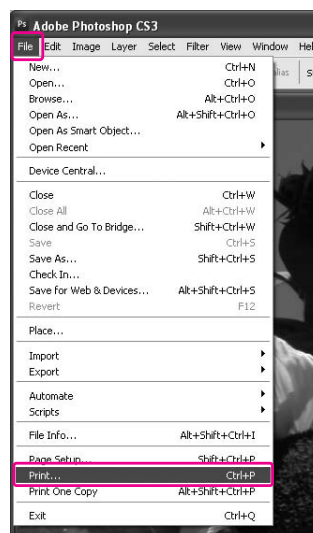 Ps Adobe Photoshop CS3
File Edit Image Layer Select Filter View Window Hel
New... Ctrl+N
Open... Ctrl+O
Browse... Alt+Ctrl+O
Open As... Alt+Shift+Ctrl+O
Open As Smart Object...
Open Recent
Device Central...
Close Ctrl+W
Close All Alt+Ctrl+W
Close and Go To Bridge... Shift+Ctrl+W
Save Ctrl+S
Save As... Shift+Ctrl+S
Check In...
Save for Web & Devices... Alt+Shift+Ctrl+S
Revert F12
Place...
Import
Export
Automate
Scripts
File Info... Alt+Shift+Ctrl+I
Page Setup... Shift+Ctrl+P
Print... Ctrl+P
Print One Copy Alt+Shift+Ctrl+P
Exit Ctrl+Q